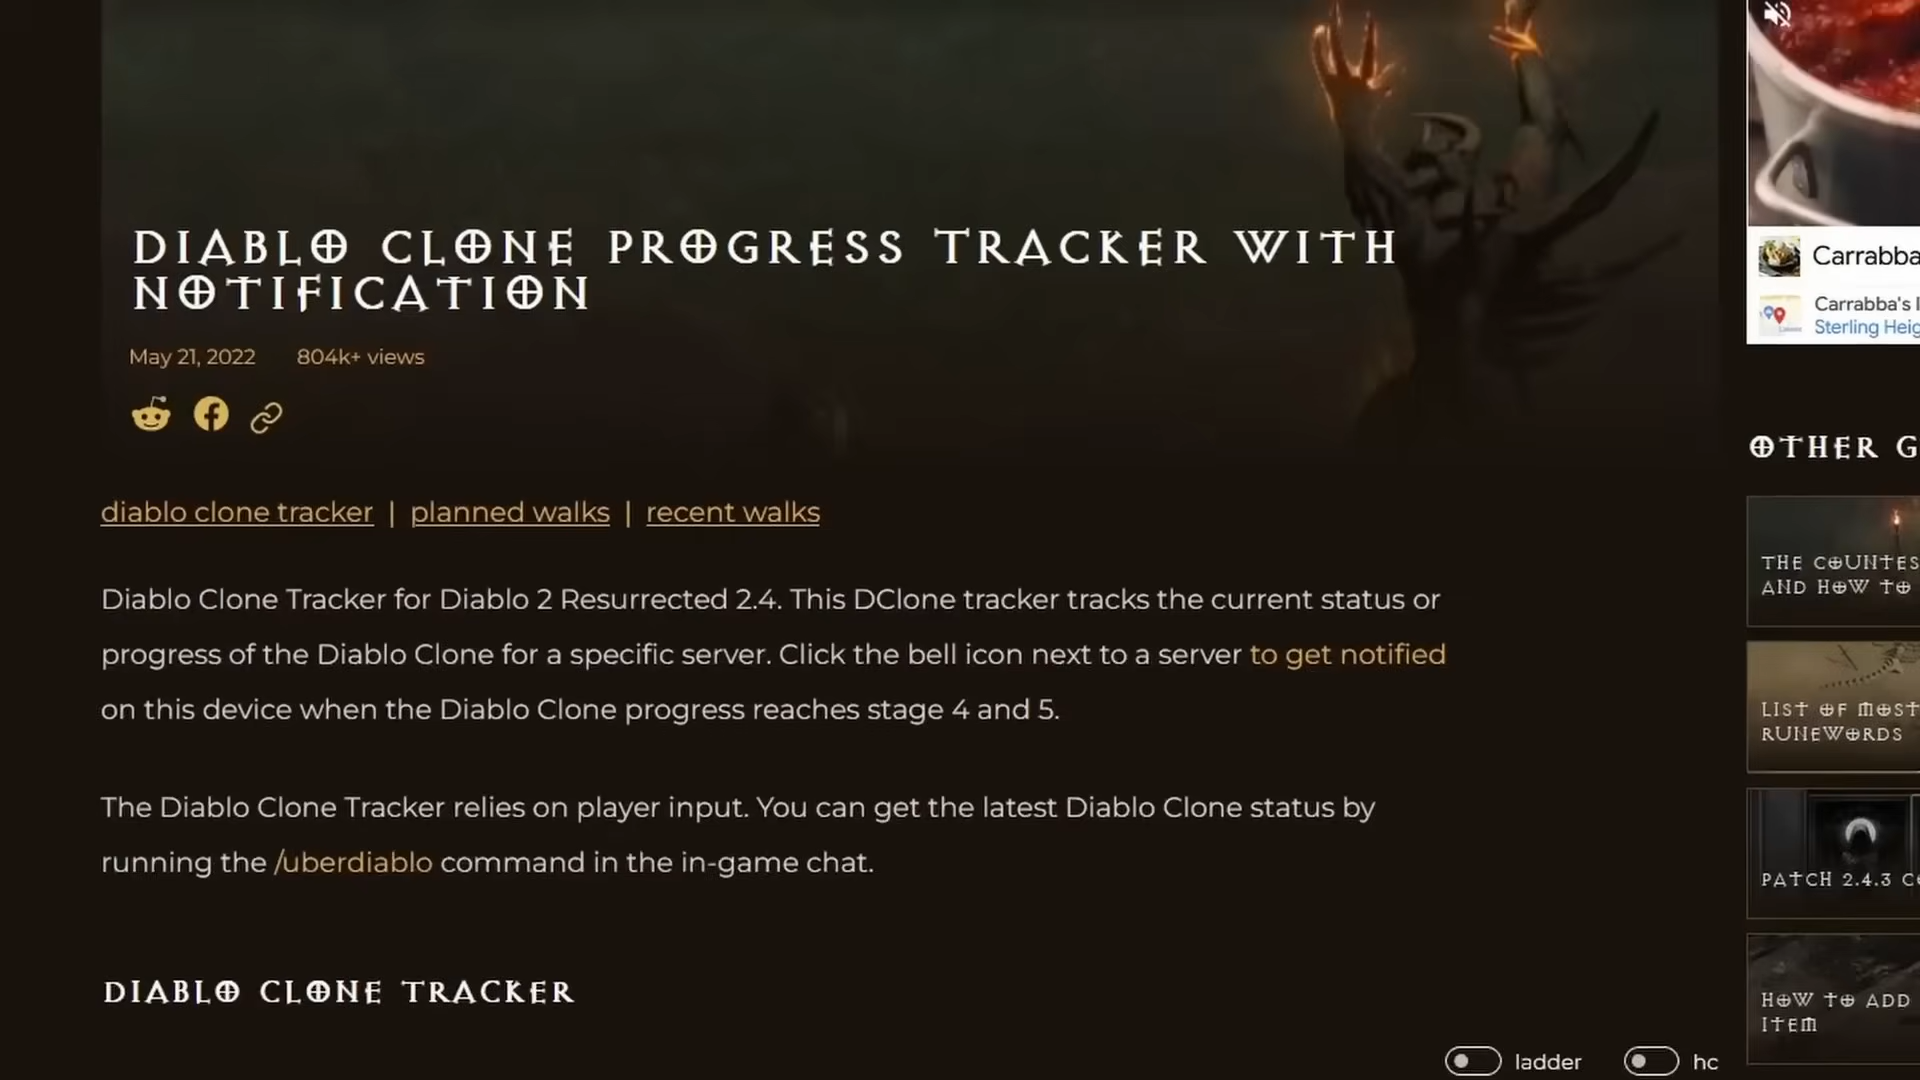 DIABLO CLONE PROGRESS TRACKER WITH
NOTIFICATION
May 21, 2022 804k+ views
diablo clone tracker | planned walks | recent walks
Diablo Clone Tracker for Diablo 2 Resurrected 2.4. This DClone tracker tracks the current status or
progress of the Diablo Clone for a specific server. Click the bell icon next to a server to get notified
on this device when the Diablo Clone progress reaches stage 4 and 5.
The Diablo Clone Tracker relies on player input. You can get the latest Diablo Clone status by
running the /uberdiablo command in the in-game chat.
DIABLO CLONE TRACKER
ladder hc
Carrabba
Carrabba's
Sterling Heig
OTHER G
THE COUNTES
AND HOW TO
LIST OF MOST
RUNEWORDS
PATCH 2.4.3 C
HOW TO ADD
ITEM